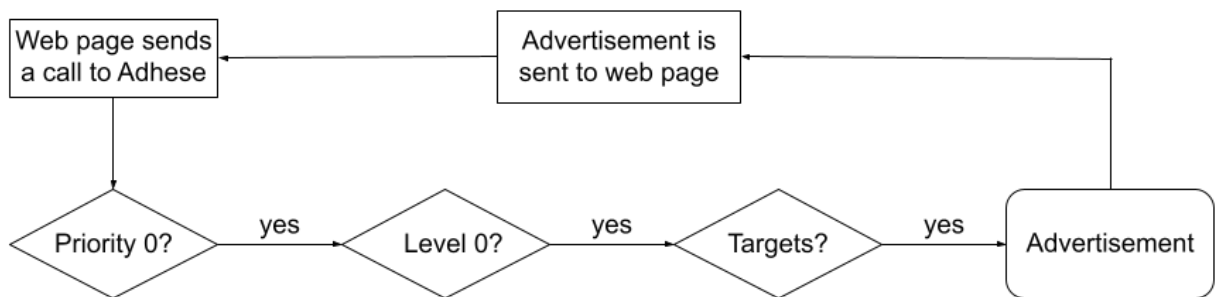 Web page sends
a call to Adhese
Advertisement is
sent to web page
Priority 0?
yes
Level 0?
yes
Targets?
yes
Advertisement